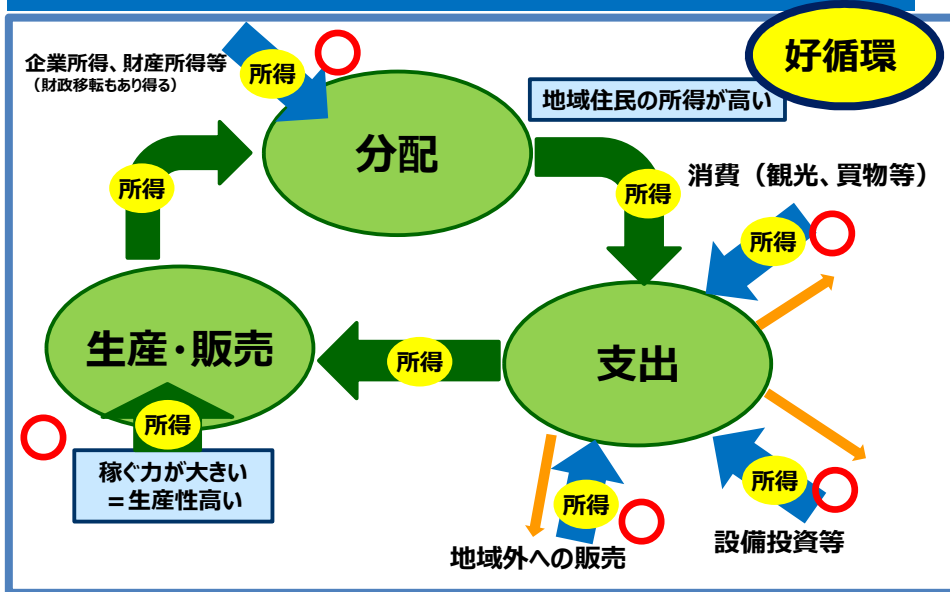 好循環
企業所得、財産所得等
（財政移転もあり得る）
所得
分配
地域住民の所得が高い
所得
所得
消費（観光、買物等）
所得
生産・販売
所得
支出
所得
稼ぐ力が大きい
＝生産性高い
所得
地域外への販売
所得
設備投資等